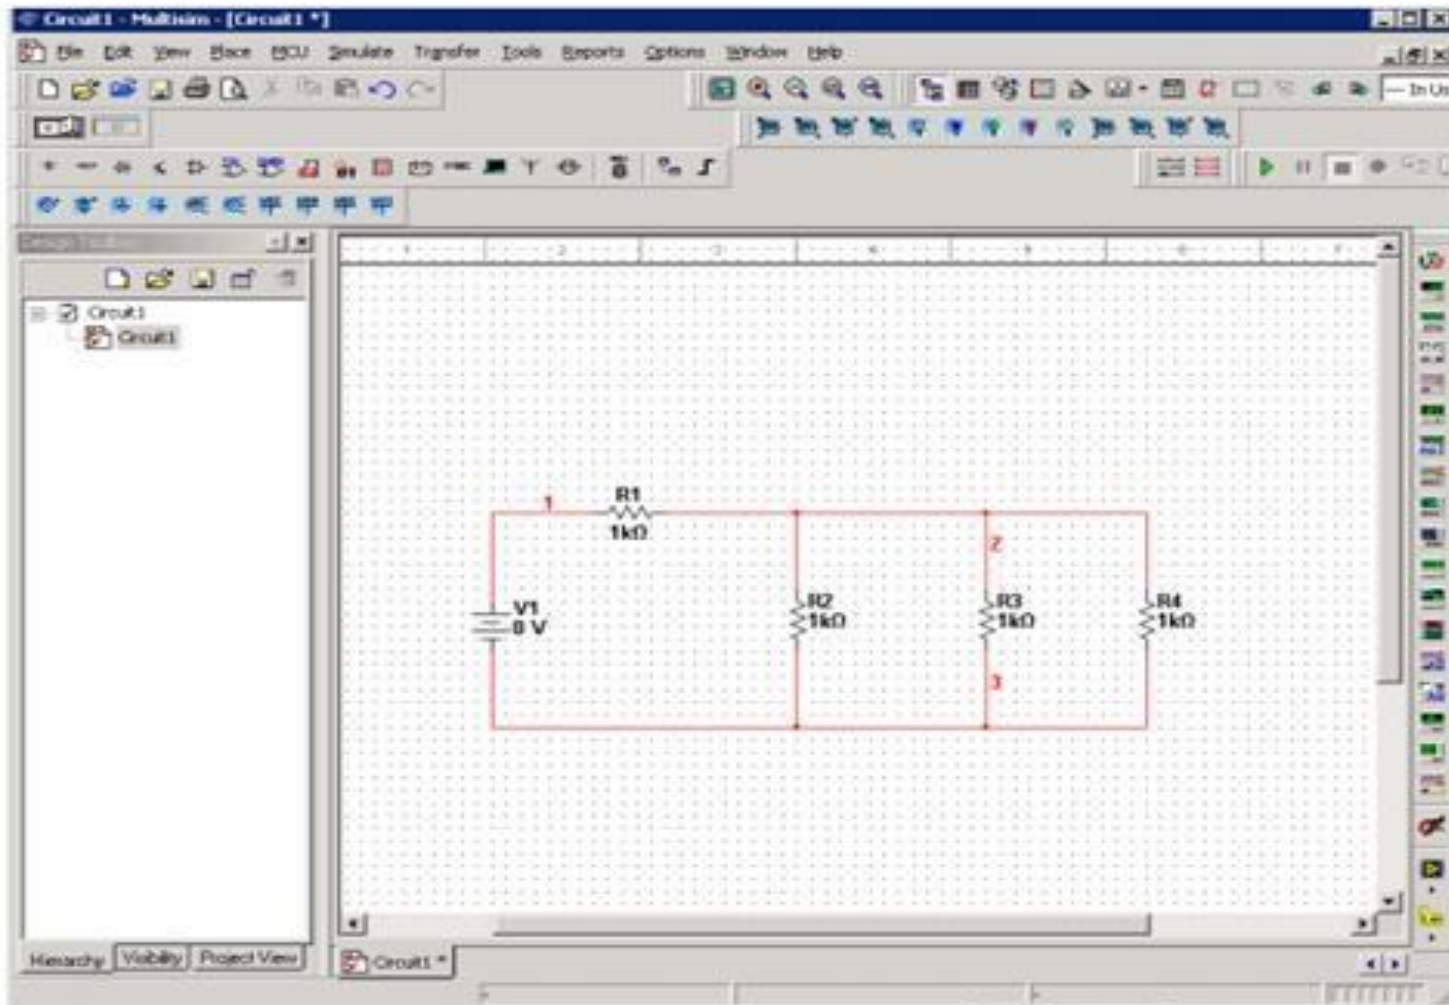 Circuit1 - Multisim - [Circuit1 *]
File Edit View Place MCU Simulate Transfer Tools Reports Options Window Help
Circuit1
Circuit1
1
R1
1kΩ
2
V1
8 V
R2
1kΩ
R3
1kΩ
R4
1kΩ
3
Hierarchy Visibility Project View
Circuit1 *